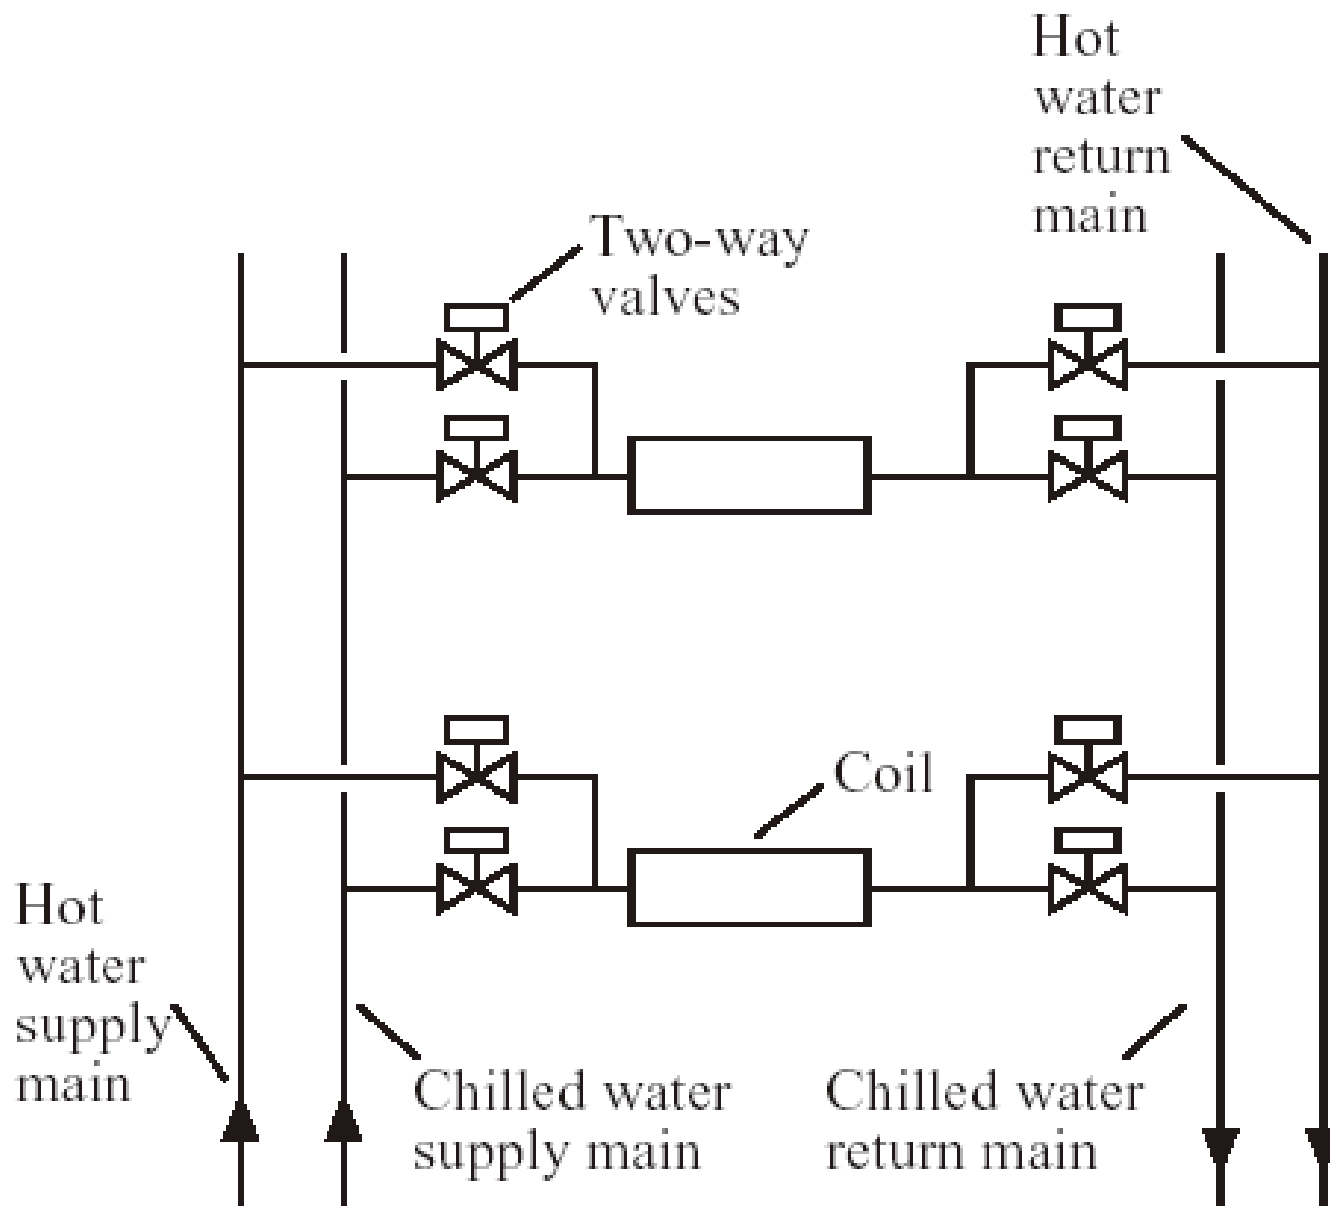 Hot
water
return
main
Two-way
valves
Coil
Hot
water
supply
main
Chilled water
supply main
Chilled water
return main